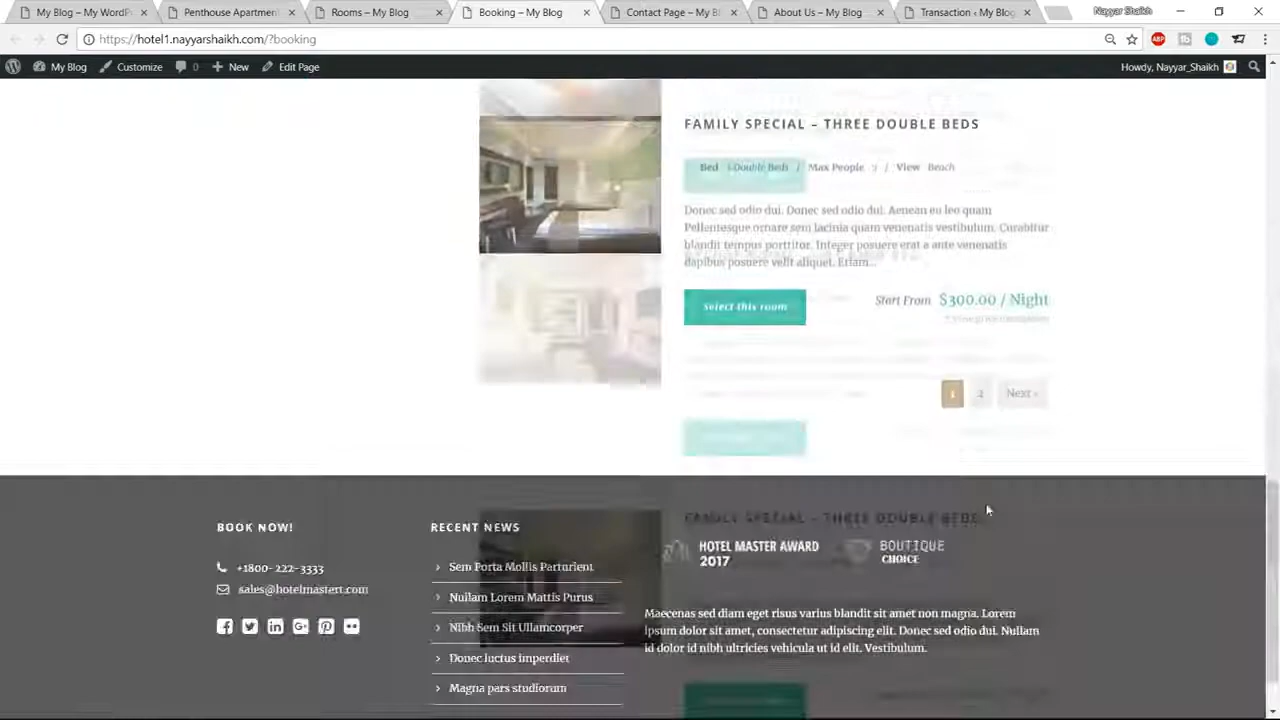 My Blog – My WordP
Penthouse Apartmen
Rooms – My Blog
Booking – My Blog
Contact Page – My B
About Us – My Blog
Transaction ‹ My Blog
Nayyar Shaikh
https://hotel1.nayyarshaikh.com/?booking
My Blog
Customize
0
New
Edit Page
Howdy, Nayyar_Shaikh
FAMILY SPECIAL – THREE DOUBLE BEDS
Bed Double Beds / Max People / View Beach
Donec sed odio dui. Donec sed odio dui. Aenean eu leo quam
Pellentesque ornare sem lacinia quam venenatis vestibulum. Curabitur
blandit tempus porttitor. Integer posuere erat a ante venenatis
dapibus posuere velit aliquet. Etiam...
Select this room
Start From $300.00 / Night
1 2 Next »
FAMILY SPECIAL – THREE DOUBLE BEDS
BOOK NOW!
+1800-222-3333
sales@hotelmastert.com
RECENT NEWS
Sem Porta Mollis Parturient
Nullam Lorem Mattis Purus
Nibh Sem Sit Ullamcorper
Donec luctus imperdiet
Magna pars studiorum
HOTEL MASTER AWARD
2017
BOUTIQUE
CHOICE
Maecenas sed diam eget risus varius blandit sit amet non magna. Lorem
ipsum dolor sit amet, consectetur adipiscing elit. Donec sed odio dui. Nullam
id dolor id nibh ultricies vehicula ut id elit. Vestibulum.